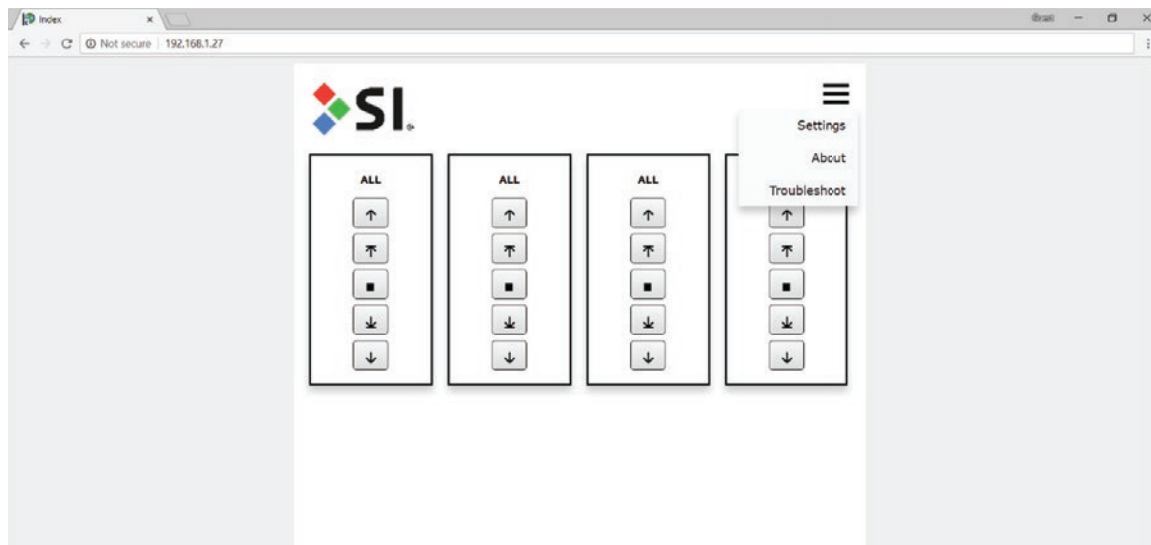 Index
Not secure 192.168.1.27
SI
Settings
About
Troubleshoot
ALL ALL ALL